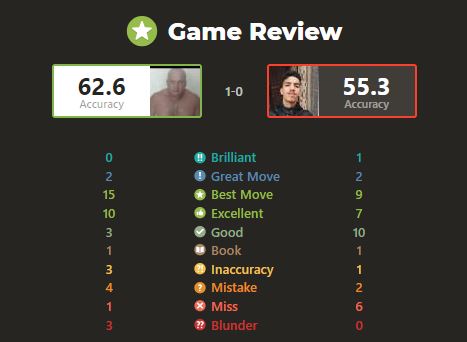 Game Review
62.6 1-0 55.3
Accuracy Accuracy
0 !! Brilliant 1
2 ! Great Move 2
15 Best Move 9
10 Excellent 7
3 Good 10
1 Book 1
3 ?! Inaccuracy 1
4 ? Mistake 2
1 Miss 6
3 ?? Blunder 0